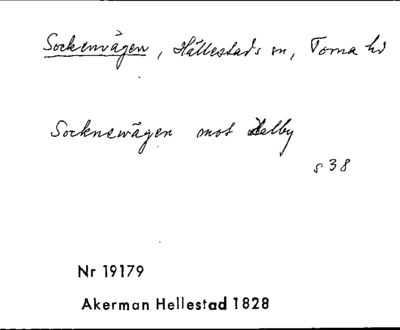 Sockenvägen, Hällestads sn, Torna hd
Socknewägen mot Dalby
s 38
Nr 19179
Akerman Hellestad 1828